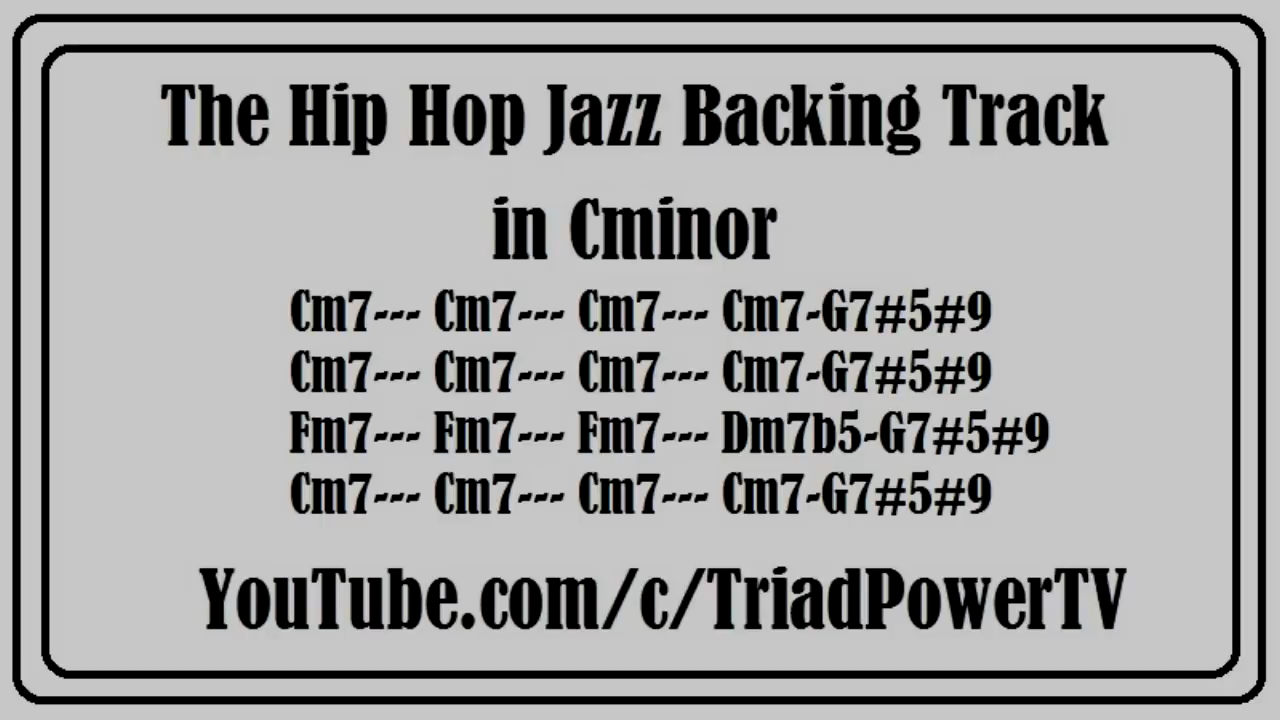 The Hip Hop Jazz Backing Track
in Cminor
Cm7--- Cm7--- Cm7--- Cm7-G7#5#9
Cm7--- Cm7--- Cm7--- Cm7-G7#5#9
Fm7--- Fm7--- Fm7--- Dm7b5-G7#5#9
Cm7--- Cm7--- Cm7--- Cm7-G7#5#9
YouTube.com/c/TriadPowerTV